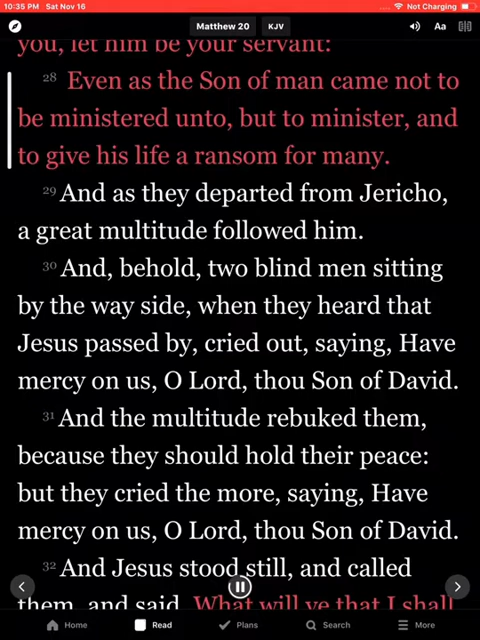 10:35 PM Sat Nov 16 Not Charging
Matthew 20 KJV Aa
you, let him be your servant:
28 Even as the Son of man came not to
be ministered unto, but to minister, and
to give his life a ransom for many.
29 And as they departed from Jericho,
a great multitude followed him.
30 And, behold, two blind men sitting
by the way side, when they heard that
Jesus passed by, cried out, saying, Have
mercy on us, O Lord, thou Son of David.
31 And the multitude rebuked them,
because they should hold their peace:
but they cried the more, saying, Have
mercy on us, O Lord, thou Son of David.
32 And Jesus stood still, and called
them, and said, What will ye that I shall
Home Read Plans Search More